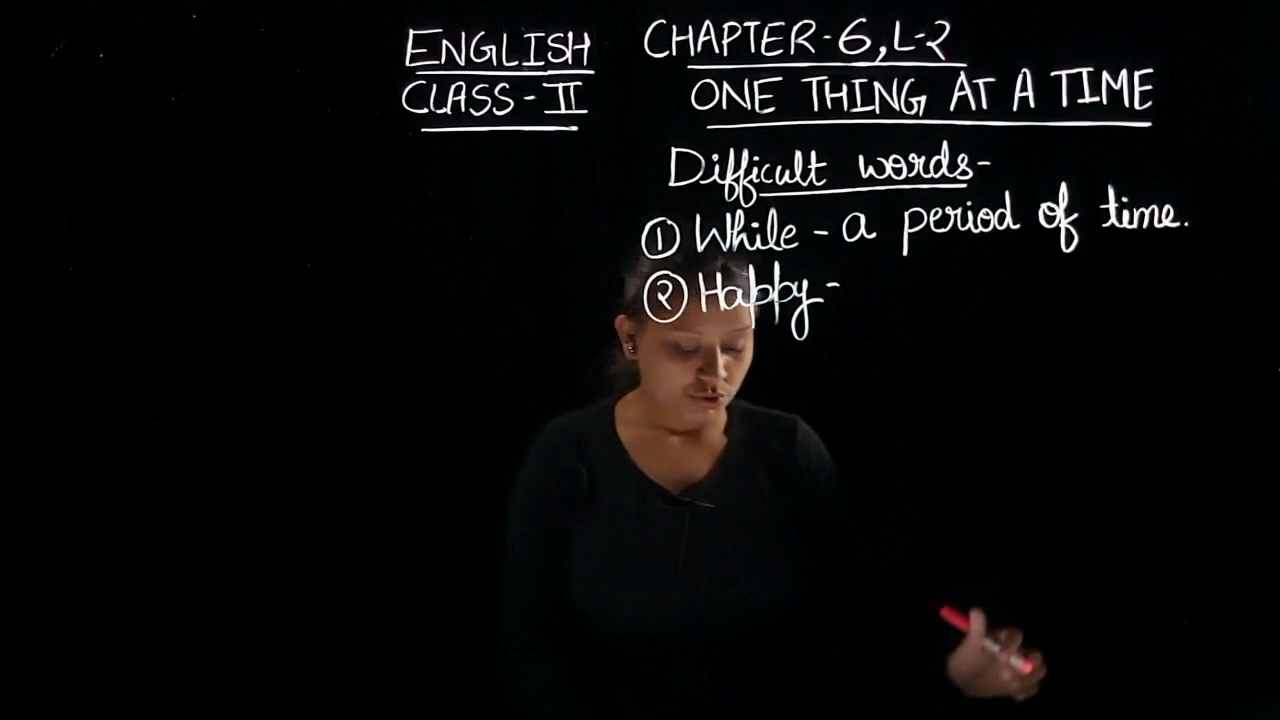 ENGLISH
CLASS-II
CHAPTER-6, L-2
ONE THING AT A TIME
Difficult words-
① While - a period of time.
② Happy-